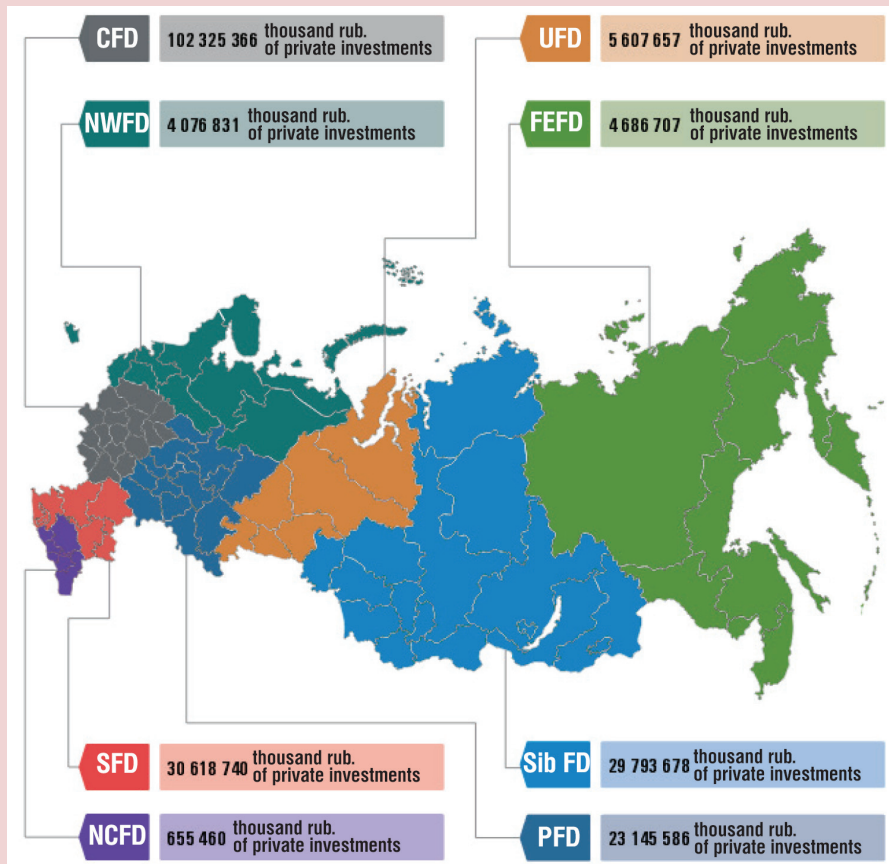 CFD
102 325 366 thousand rub.
of private investments
UFD
5 607 657 thousand rub.
of private investments
NWFD
4 076 831 thousand rub.
of private investments
FEFD
4 686 707 thousand rub.
of private investments
SFD
30 618 740 thousand rub.
of private investments
Sib FD
29 793 678 thousand rub.
of private investments
NCFD
655 460 thousand rub.
of private investments
PFD
23 145 586 thousand rub.
of private investments